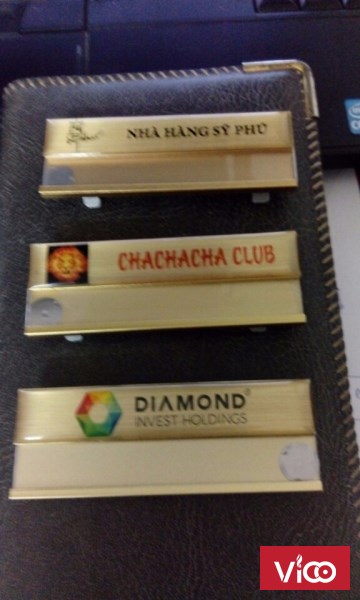 NHÀ HÀNG SỸ PHÚ
CHACHACHA CLUB
DIAMOND®
INVEST HOLDINGS
ViCO